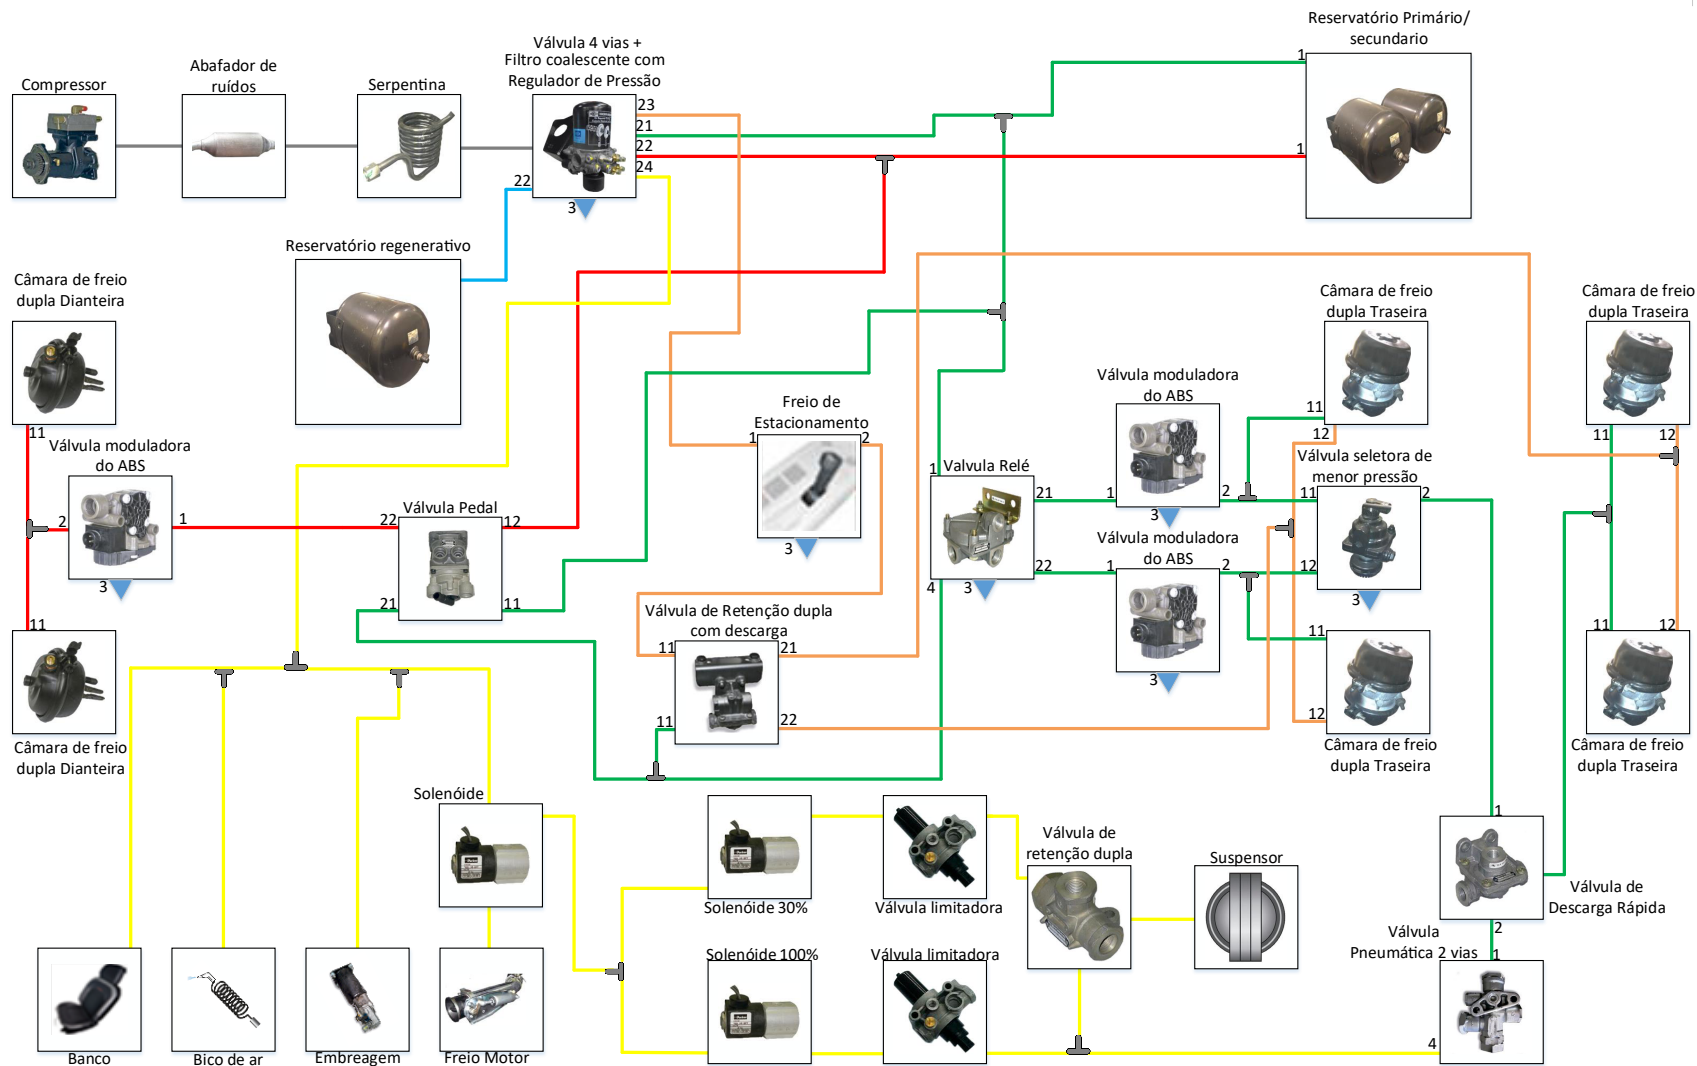 Reservatório Primário/
secundario
1
1
Válvula 4 vias +
Filtro coalescente com
Regulador de Pressão
23
21
22
24
22
3
Compressor
Abafador de
ruídos
Serpentina
Reservatório regenerativo
Câmara de freio
dupla Dianteira
11
Válvula moduladora
do ABS
2
1
3
11
Câmara de freio
dupla Dianteira
Válvula Pedal
22
12
21
11
Freio de
Estacionamento
1
2
3
Válvula de Retenção dupla
com descarga
11
21
11
22
Valvula Relé
1
21
22
4
3
Válvula moduladora
do ABS
1
2
3
Válvula moduladora
do ABS
1
2
3
Câmara de freio
dupla Traseira
11
12
Válvula seletora de
menor pressão
11
2
12
3
11
12
Câmara de freio
dupla Traseira
Câmara de freio
dupla Traseira
11
12
11
12
Câmara de freio
dupla Traseira
Solenóide
Solenóide 30%
Válvula limitadora
Solenóide 100%
Válvula limitadora
Válvula de
retenção dupla
Suspensor
1
Válvula de
Descarga Rápida
2
Válvula
Pneumática 2 vias
1
4
Banco
Bico de ar
Embreagem
Freio Motor